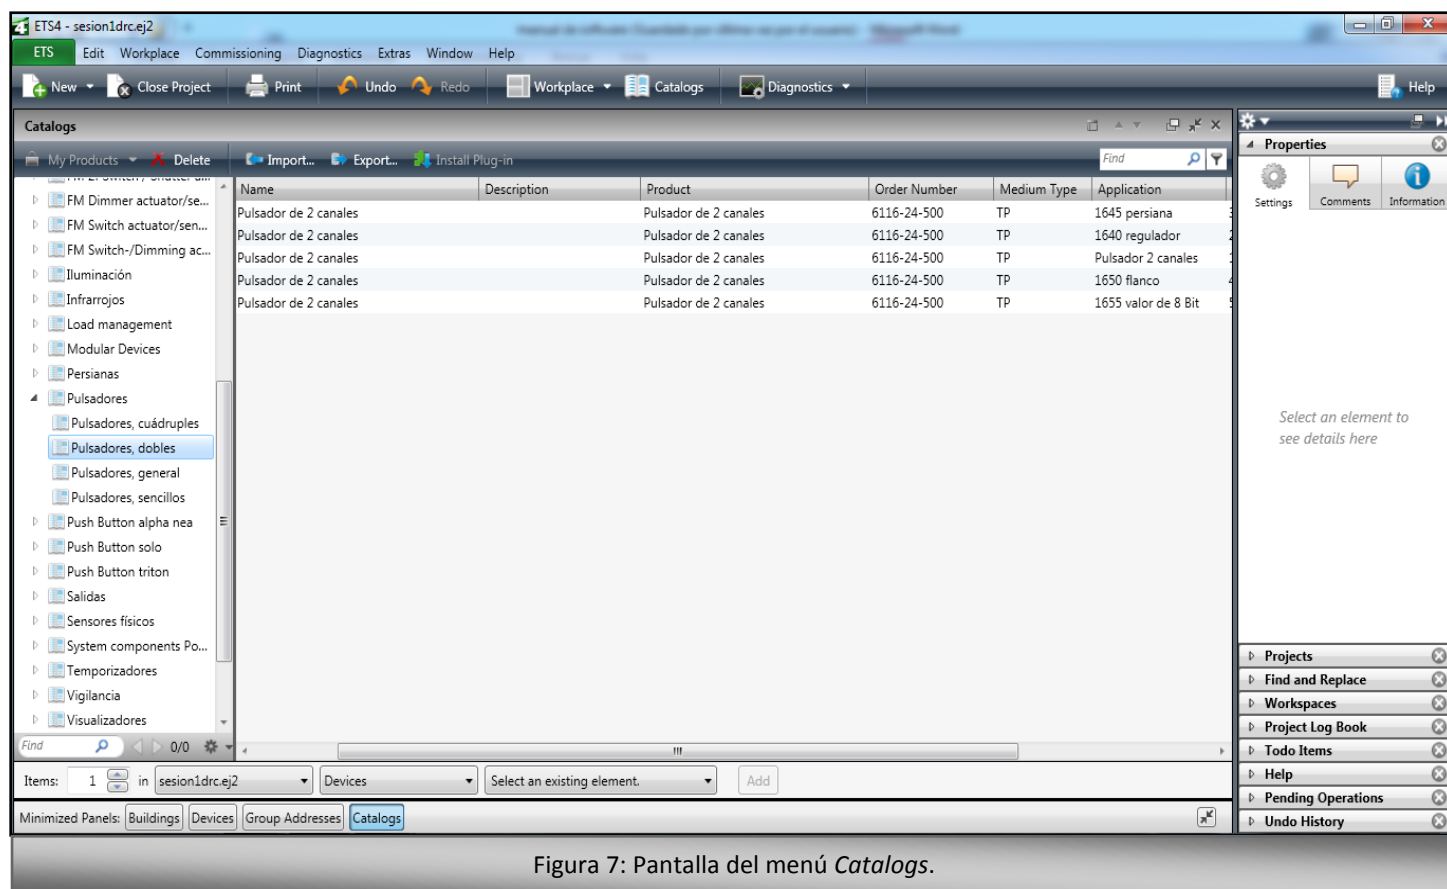 ETS4 - sesion1drc.ej2
ETS Edit Workplace Commissioning Diagnostics Extras Window Help
New Close Project Print Undo Redo Workplace Catalogs Diagnostics Help
Catalogs
My Products Delete Import... Export... Install Plug-in Find
Name Description Product Order Number Medium Type Application
Pulsador de 2 canales Pulsador de 2 canales 6116-24-500 TP 1645 persiana
Pulsador de 2 canales Pulsador de 2 canales 6116-24-500 TP 1640 regulador
Pulsador de 2 canales Pulsador de 2 canales 6116-24-500 TP Pulsador 2 canales
Pulsador de 2 canales Pulsador de 2 canales 6116-24-500 TP 1650 flanco
Pulsador de 2 canales Pulsador de 2 canales 6116-24-500 TP 1655 valor de 8 Bit
FM Dimmer actuator/se...
FM Switch actuator/sen...
FM Switch-/Dimming ac...
Iluminación
Infrarrojos
Load management
Modular Devices
Persianas
Pulsadores
Pulsadores, cuádruples
Pulsadores, dobles
Pulsadores, general
Pulsadores, sencillos
Push Button alpha nea
Push Button solo
Push Button triton
Salidas
Sensores físicos
System components Po...
Temporizadores
Vigilancia
Visualizadores
Find 0/0
Items: 1 in sesion1drc.ej2 Devices Select an existing element. Add
Minimized Panels: Buildings Devices Group Addresses Catalogs
Properties
Settings Comments Information
Select an element to
see details here
Projects
Find and Replace
Workspaces
Project Log Book
Todo Items
Help
Pending Operations
Undo History
Figura 7: Pantalla del menú Catalogs.